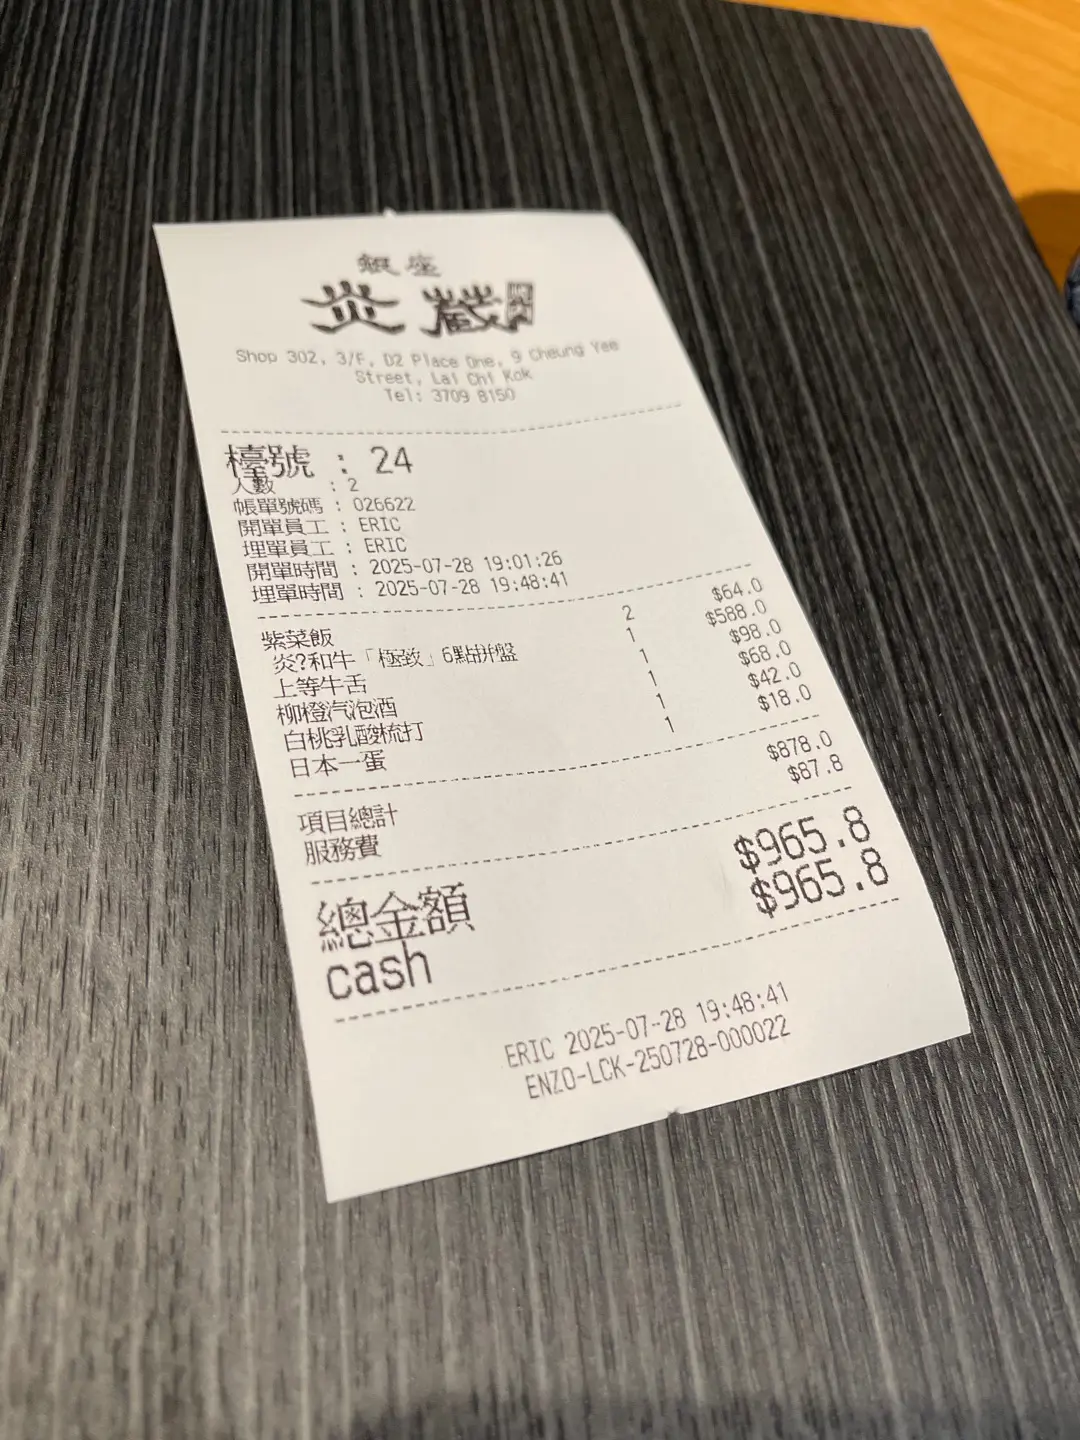 銀座
炎蔵
Shop 302, 3/F, D2 Place One, 9 Cheung Yee
Street, Lai Chi Kok
Tel: 3709 8150
檯號 : 24
人數 : 2
帳單號碼 : 026622
開單員工 : ERIC
埋單員工 : ERIC
開單時間 : 2025-07-28 19:01:26
埋單時間 : 2025-07-28 19:48:41
紫菜飯 2 $64.0
炎?和牛「極致」6點拼盤 1 $588.0
上等牛舌 1 $98.0
柳橙汽泡酒 1 $68.0
白桃乳酸梳打 1 $42.0
日本一蛋 1 $18.0
項目總計 $878.0
服務費 $87.8
總金額 $965.8
cash $965.8
ERIC 2025-07-28 19:48:41
ENZO-LCK-250728-000022